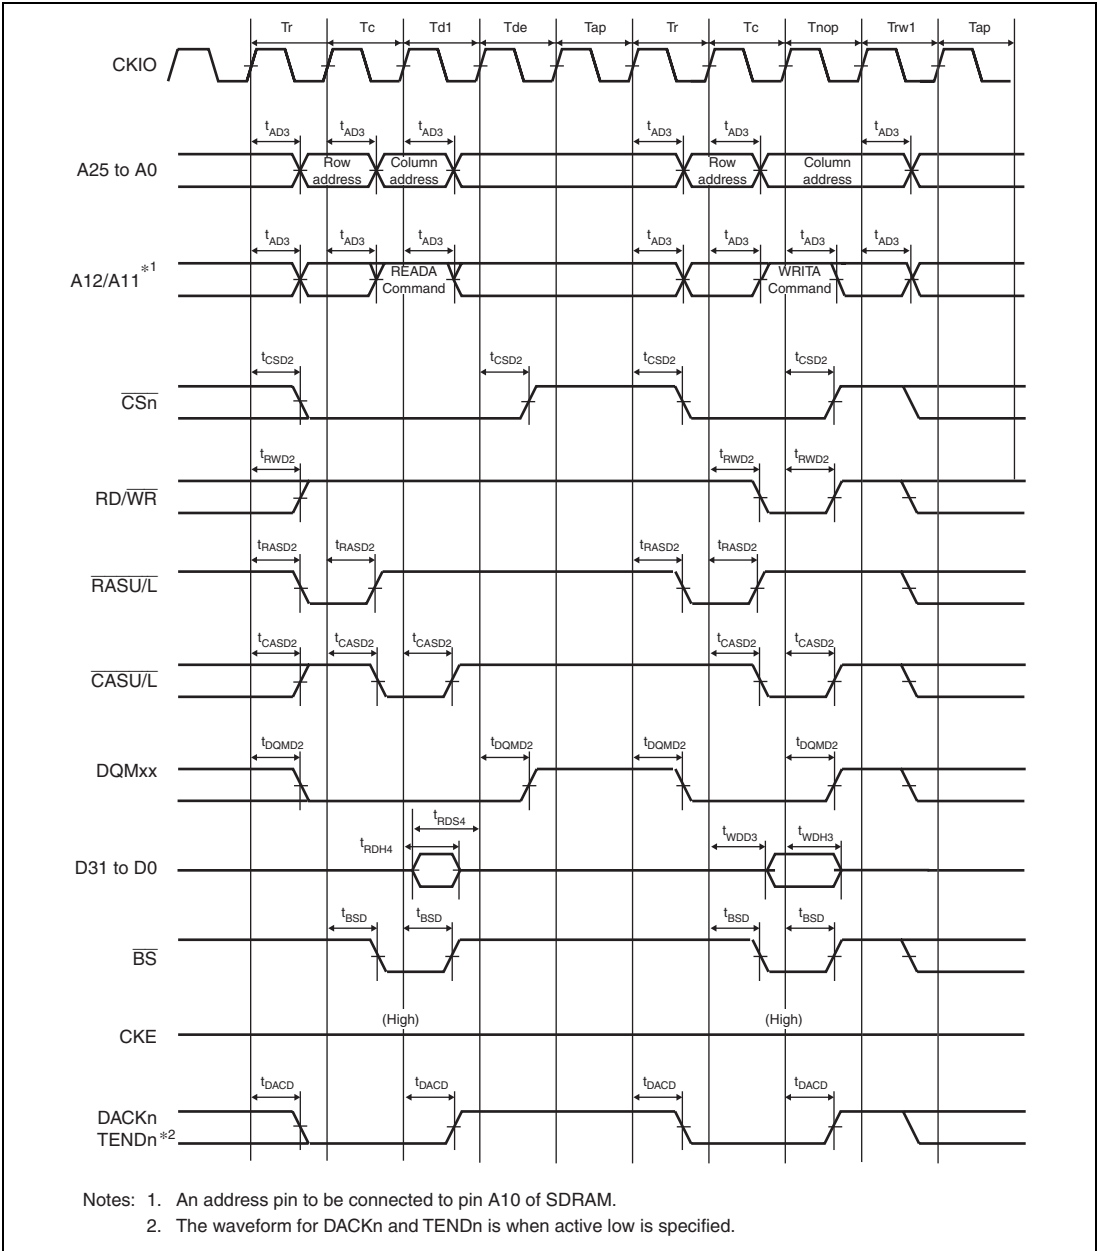 Tr Tc Td1 Tde Tap Tr Tc Tnop Trw1 Tap
CKIO
tAD3 tAD3 tAD3 tAD3 tAD3 tAD3
A25 to A0
Row address
Column address
Row address
Column address
tAD3 tAD3 tAD3 tAD3 tAD3 tAD3 tAD3
A12/A11*1
READA Command
WRITA Command
tCSD2 tCSD2 tCSD2 tCSD2
CSn
tRWD2 tRWD2 tRWD2
RD/WR
tRASD2 tRASD2 tRASD2 tRASD2
RASU/L
tCASD2 tCASD2 tCASD2 tCASD2 tCASD2
CASU/L
tDQMD2 tDQMD2 tDQMD2 tDQMD2
DQMxx
tRDS4
tRDH4 tWDD3 tWDH3
D31 to D0
tBSD tBSD tBSD tBSD
BS
(High) (High)
CKE
tDACD tDACD tDACD tDACD
DACKn
TENDn*2
Notes: 1. An address pin to be connected to pin A10 of SDRAM.
2. The waveform for DACKn and TENDn is when active low is specified.